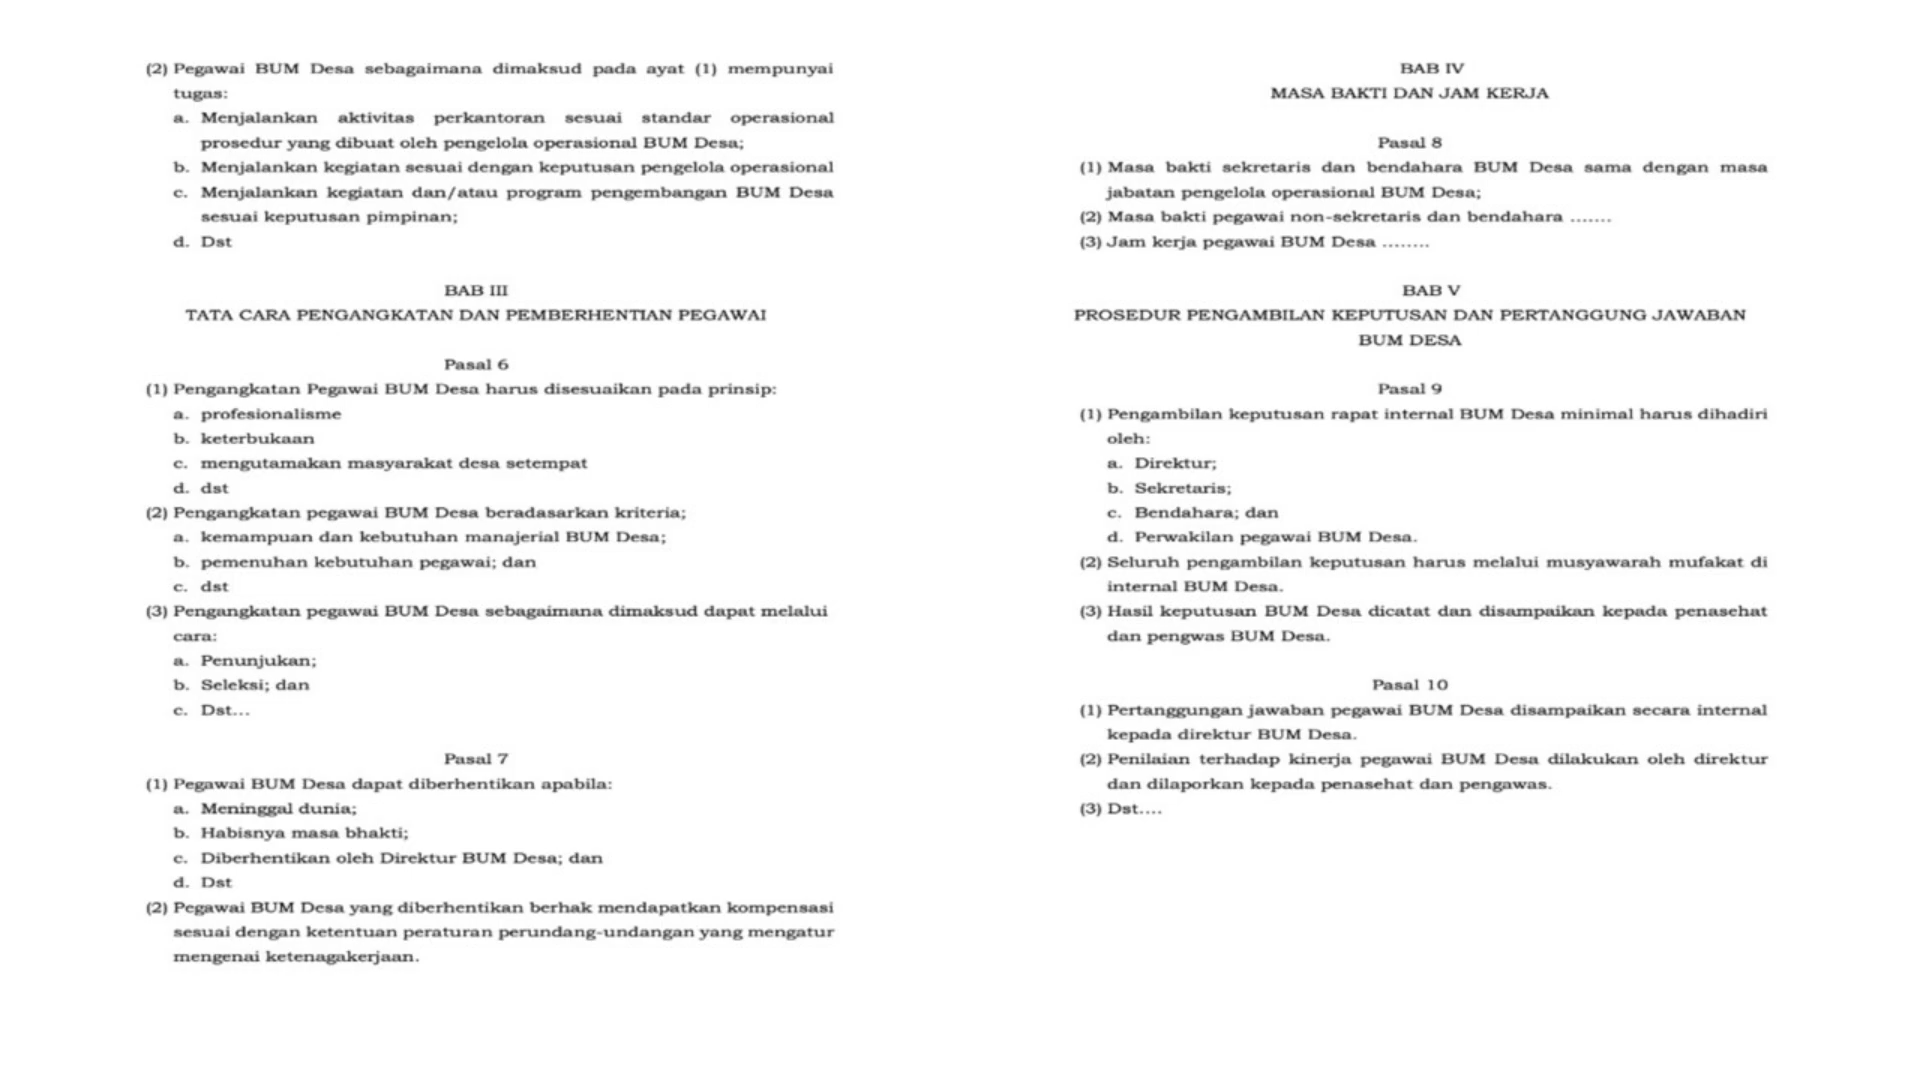 (2) Pegawai BUM Desa sebagaimana dimaksud pada ayat (1) mempunyai
tugas:
a. Menjalankan aktivitas perkantoran sesuai standar operasional
prosedur yang dibuat oleh pengelola operasional BUM Desa;
b. Menjalankan kegiatan sesuai dengan keputusan pengelola operasional
c. Menjalankan kegiatan dan/atau program pengembangan BUM Desa
sesuai keputusan pimpinan;
d. Dst
BAB III
TATA CARA PENGANGKATAN DAN PEMBERHENTIAN PEGAWAI
Pasal 6
(1) Pengangkatan Pegawai BUM Desa harus disesuaikan pada prinsip:
a. profesionalisme
b. keterbukaan
c. mengutamakan masyarakat desa setempat
d. dst
(2) Pengangkatan pegawai BUM Desa beradasarkan kriteria;
a. kemampuan dan kebutuhan manajerial BUM Desa;
b. pemenuhan kebutuhan pegawai; dan
c. dst
(3) Pengangkatan pegawai BUM Desa sebagaimana dimaksud dapat melalui
cara:
a. Penunjukan;
b. Seleksi; dan
c. Dst...
Pasal 7
(1) Pegawai BUM Desa dapat diberhentikan apabila:
a. Meninggal dunia;
b. Habisnya masa bhakti;
c. Diberhentikan oleh Direktur BUM Desa; dan
d. Dst
(2) Pegawai BUM Desa yang diberhentikan berhak mendapatkan kompensasi
sesuai dengan ketentuan peraturan perundang-undangan yang mengatur
mengenai ketenagakerjaan.
BAB IV
MASA BAKTI DAN JAM KERJA
Pasal 8
(1) Masa bakti sekretaris dan bendahara BUM Desa sama dengan masa
jabatan pengelola operasional BUM Desa;
(2) Masa bakti pegawai non-sekretaris dan bendahara .......
(3) Jam kerja pegawai BUM Desa ........
BAB V
PROSEDUR PENGAMBILAN KEPUTUSAN DAN PERTANGGUNG JAWABAN
BUM DESA
Pasal 9
(1) Pengambilan keputusan rapat internal BUM Desa minimal harus dihadiri
oleh:
a. Direktur;
b. Sekretaris;
c. Bendahara; dan
d. Perwakilan pegawai BUM Desa.
(2) Seluruh pengambilan keputusan harus melalui musyawarah mufakat di
internal BUM Desa.
(3) Hasil keputusan BUM Desa dicatat dan disampaikan kepada penasehat
dan pengwas BUM Desa.
Pasal 10
(1) Pertanggungan jawaban pegawai BUM Desa disampaikan secara internal
kepada direktur BUM Desa.
(2) Penilaian terhadap kinerja pegawai BUM Desa dilakukan oleh direktur
dan dilaporkan kepada penasehat dan pengawas.
(3) Dst....